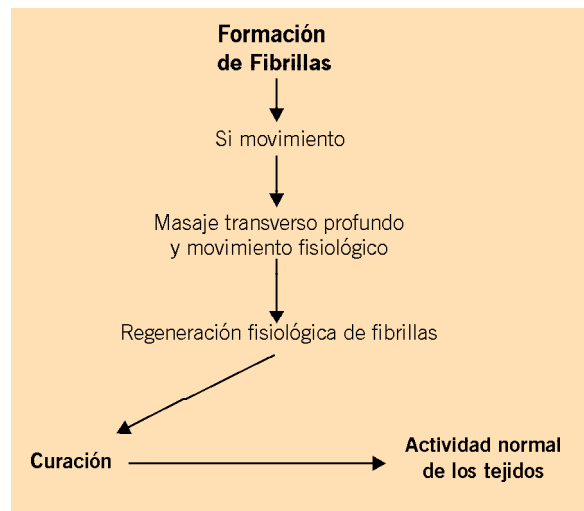 Formación
de Fibrillas
Si movimiento
Masaje transverso profundo
y movimiento fisiológico
Regeneración fisiológica de fibrillas
Curación
Actividad normal
de los tejidos